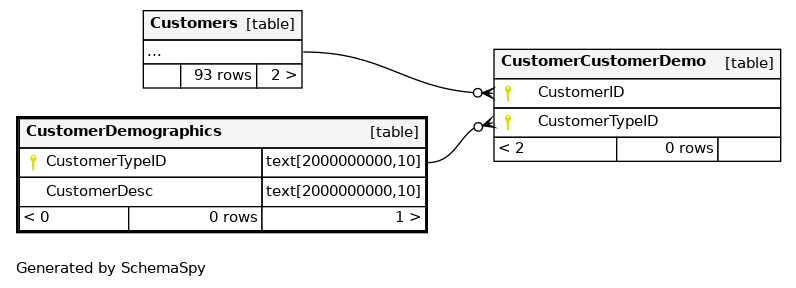 Customers [table]
...
93 rows 2 >
CustomerCustomerDemo [table]
CustomerID
CustomerTypeID
< 2 0 rows
CustomerDemographics [table]
CustomerTypeID text[2000000000,10]
CustomerDesc text[2000000000,10]
< 0 0 rows 1 >
Generated by SchemaSpy